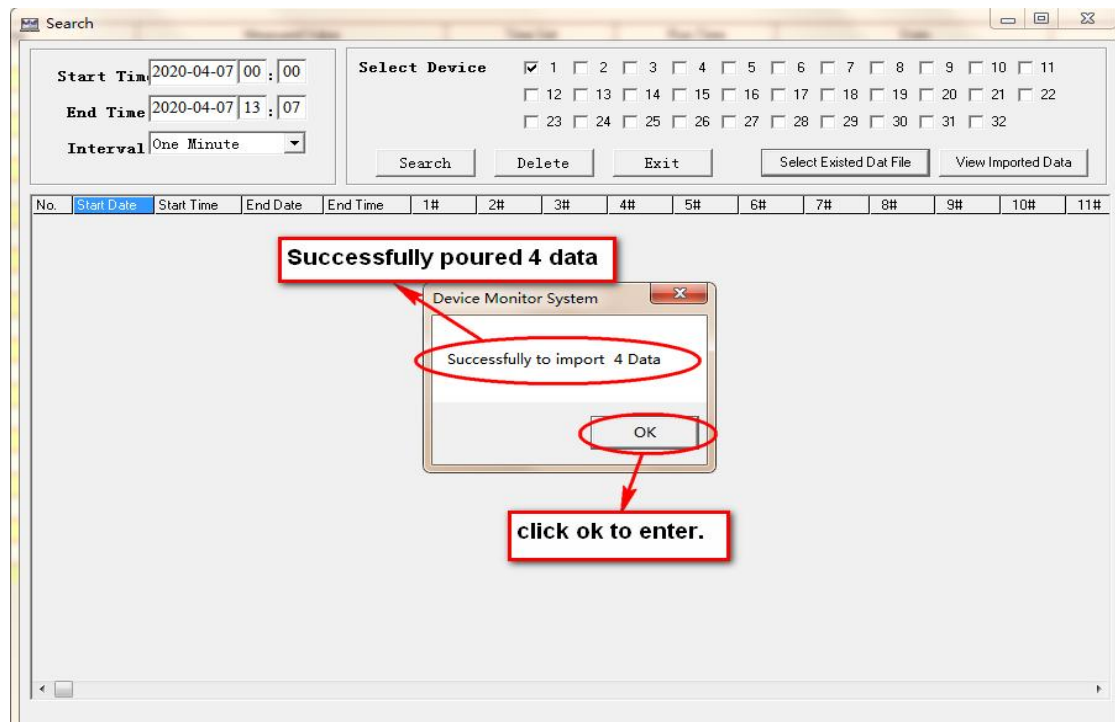 Search
Start Tim 2020-04-07 00 : 00
End Time 2020-04-07 13 : 07
Interval One Minute
Select Device 1 2 3 4 5 6 7 8 9 10 11
12 13 14 15 16 17 18 19 20 21 22
23 24 25 26 27 28 29 30 31 32
Search Delete Exit Select Existed Dat File View Imported Data
No. Start Date Start Time End Date End Time 1# 2# 3# 4# 5# 6# 7# 8# 9# 10# 11#
Successfully poured 4 data
Device Monitor System
Successfully to import 4 Data
OK
click ok to enter.